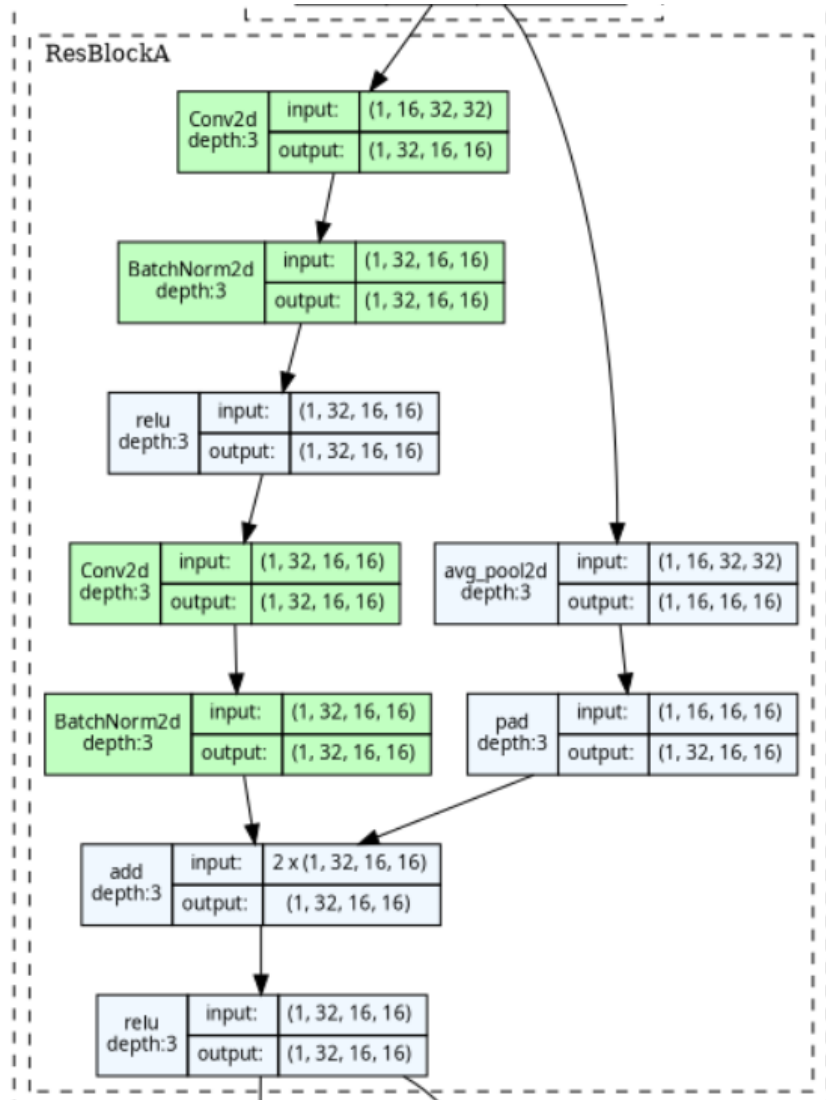 ResBlockA
Conv2d
depth:3
input:
(1, 16, 32, 32)
output:
(1, 32, 16, 16)
BatchNorm2d
depth:3
input:
(1, 32, 16, 16)
output:
(1, 32, 16, 16)
relu
depth:3
input:
(1, 32, 16, 16)
output:
(1, 32, 16, 16)
Conv2d
depth:3
input:
(1, 32, 16, 16)
output:
(1, 32, 16, 16)
avg_pool2d
depth:3
input:
(1, 16, 32, 32)
output:
(1, 16, 16, 16)
BatchNorm2d
depth:3
input:
(1, 32, 16, 16)
output:
(1, 32, 16, 16)
pad
depth:3
input:
(1, 16, 16, 16)
output:
(1, 32, 16, 16)
add
depth:3
input:
2 x (1, 32, 16, 16)
output:
(1, 32, 16, 16)
relu
depth:3
input:
(1, 32, 16, 16)
output:
(1, 32, 16, 16)